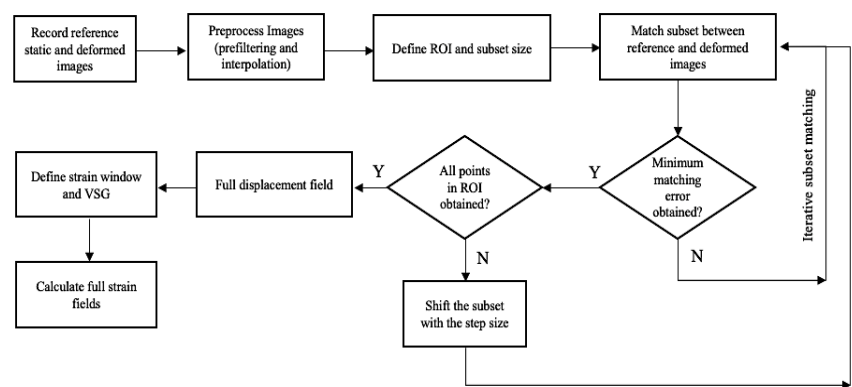 Record reference
static and deformed
images
Preprocess Images
(prefiltering and
interpolation)
Define ROI and subset size
Match subset between
reference and deformed
images
Iterative subset matching
Minimum
matching
error
obtained?
Y
N
All points
in ROI
obtained?
Y
N
Full displacement field
Define strain window
and VSG
Calculate full strain
fields
Shift the subset
with the step size